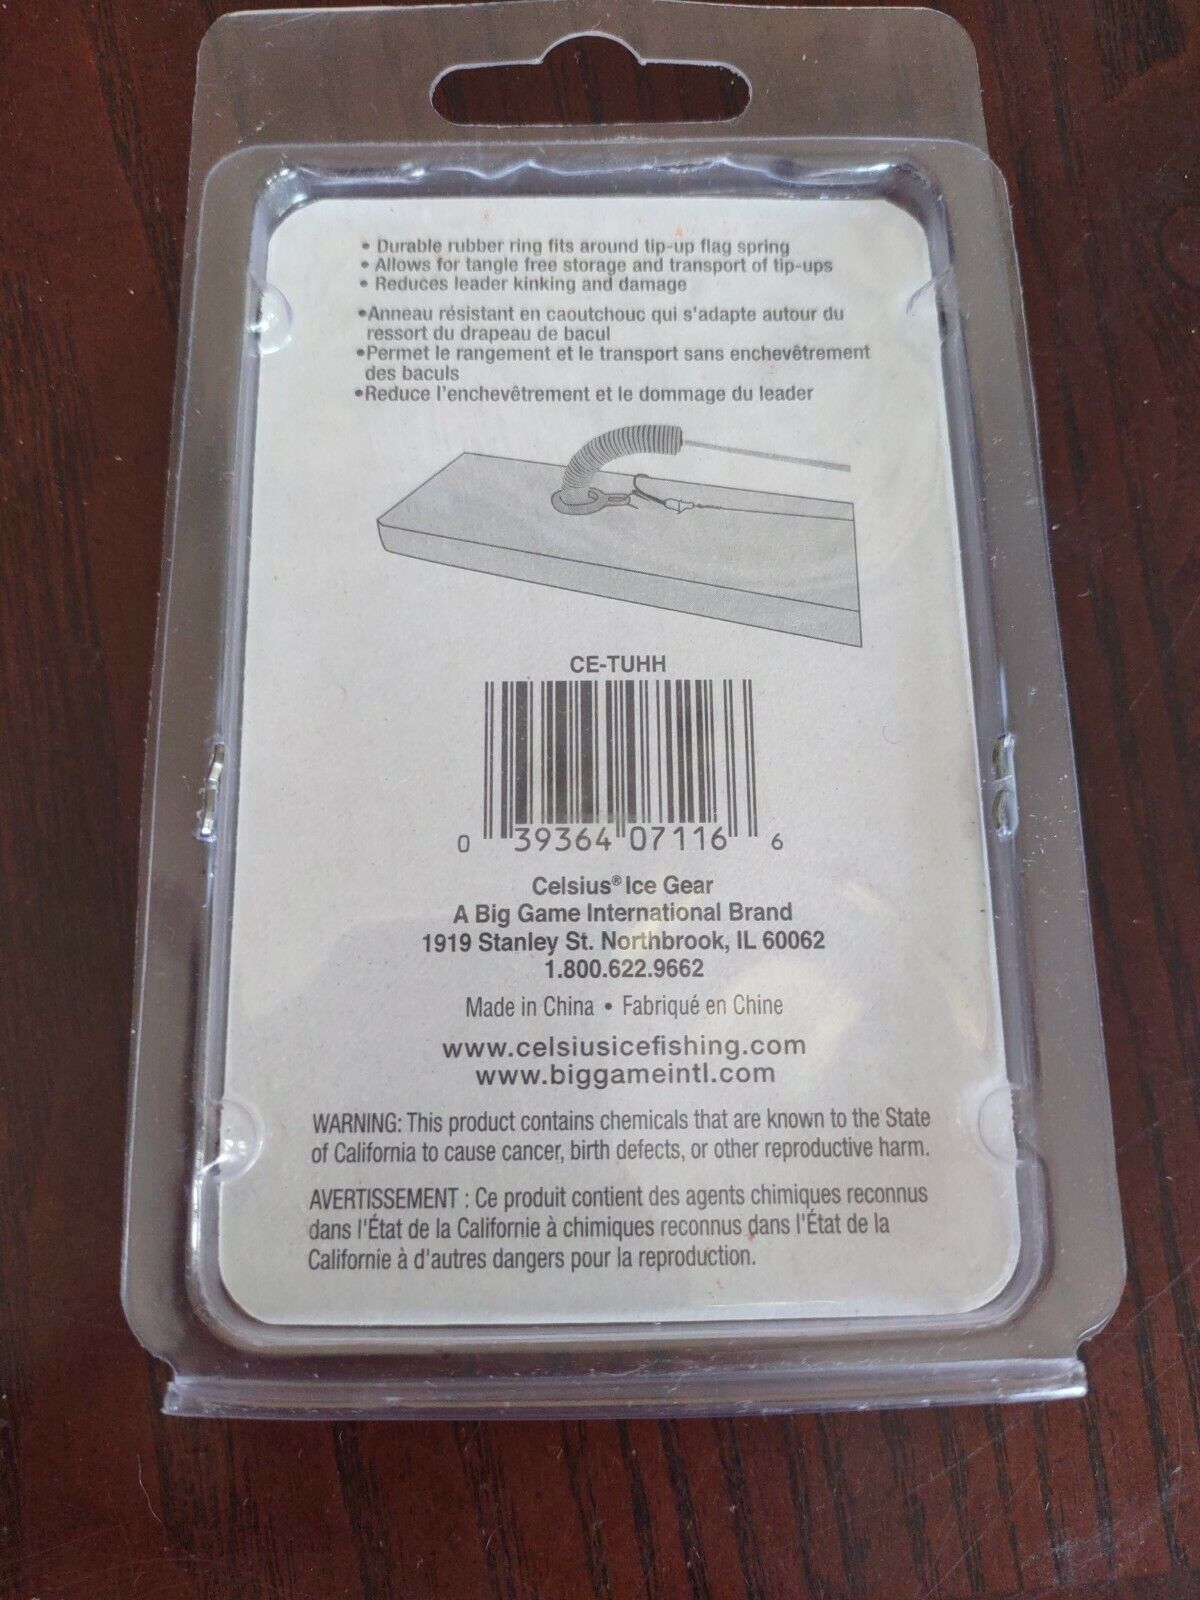 • Durable rubber ring fits around tip-up flag spring
• Allows for tangle free storage and transport of tip-ups
• Reduces leader kinking and damage
•Anneau résistant en caoutchouc qui s'adapte autour du
ressort du drapeau de bacul
•Permet le rangement et le transport sans enchevêtrement
des baculs
•Reduce l'enchevêtrement et le dommage du leader
CE-TUHH
0 39364 07116 6
Celsius® Ice Gear
A Big Game International Brand
1919 Stanley St. Northbrook, IL 60062
1.800.622.9662
Made in China • Fabriqué en Chine
www.celsiusicefishing.com
www.biggameintl.com
WARNING: This product contains chemicals that are known to the State
of California to cause cancer, birth defects, or other reproductive harm.
AVERTISSEMENT : Ce produit contient des agents chimiques reconnus
dans l'État de la Californie à chimiques reconnus dans l'État de la
Californie à d'autres dangers pour la reproduction.